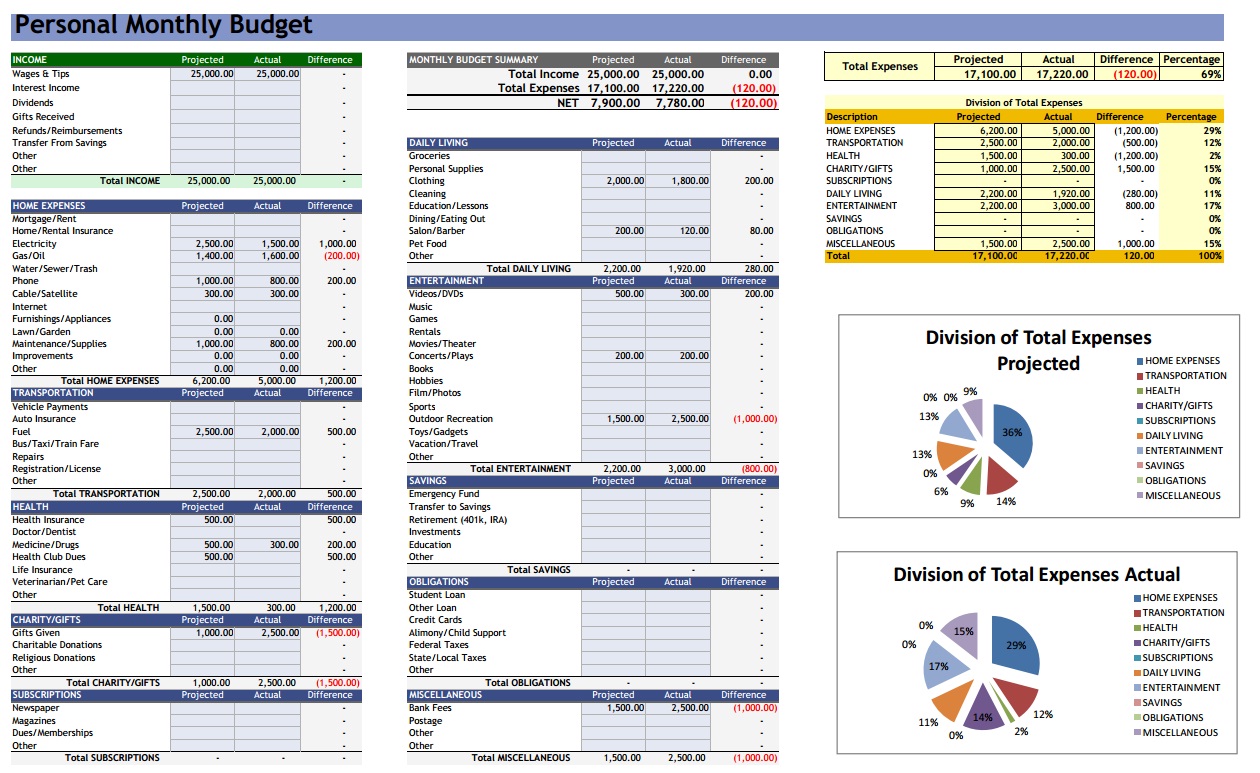 Personal Monthly Budget
INCOME Projected Actual Difference
Wages & Tips 25,000.00 25,000.00 -
Interest Income -
Dividends -
Gifts Received -
Refunds/Reimbursements -
Transfer From Savings -
Other -
Other -
Total INCOME 25,000.00 25,000.00 -
HOME EXPENSES Projected Actual Difference
Mortgage/Rent -
Home/Rental Insurance -
Electricity 2,500.00 1,500.00 1,000.00
Gas/Oil 1,400.00 1,600.00 (200.00)
Water/Sewer/Trash -
Phone 1,000.00 800.00 200.00
Cable/Satellite 300.00 300.00 -
Internet -
Furnishings/Appliances 0.00 -
Lawn/Garden 0.00 0.00 -
Maintenance/Supplies 1,000.00 800.00 200.00
Improvements 0.00 0.00 -
Other 0.00 0.00 -
Total HOME EXPENSES 6,200.00 5,000.00 1,200.00
TRANSPORTATION Projected Actual Difference
Vehicle Payments -
Auto Insurance -
Fuel 2,500.00 2,000.00 500.00
Bus/Taxi/Train Fare -
Repairs -
Registration/License -
Other -
Total TRANSPORTATION 2,500.00 2,000.00 500.00
HEALTH Projected Actual Difference
Health Insurance 500.00 500.00
Doctor/Dentist -
Medicine/Drugs 500.00 300.00 200.00
Health Club Dues 500.00 500.00
Life Insurance -
Veterinarian/Pet Care -
Other -
Total HEALTH 1,500.00 300.00 1,200.00
CHARITY/GIFTS Projected Actual Difference
Gifts Given 1,000.00 2,500.00 (1,500.00)
Charitable Donations -
Religious Donations -
Other -
Total CHARITY/GIFTS 1,000.00 2,500.00 (1,500.00)
SUBSCRIPTIONS Projected Actual Difference
Newspaper -
Magazines -
Dues/Memberships -
Other -
Total SUBSCRIPTIONS - - -
MONTHLY BUDGET SUMMARY Projected Actual Difference
Total Income 25,000.00 25,000.00 0.00
Total Expenses 17,100.00 17,220.00 (120.00)
NET 7,900.00 7,780.00 (120.00)
DAILY LIVING Projected Actual Difference
Groceries -
Personal Supplies -
Clothing 2,000.00 1,800.00 200.00
Cleaning -
Education/Lessons -
Dining/Eating Out -
Salon/Barber 200.00 120.00 80.00
Pet Food -
Other -
Total DAILY LIVING 2,200.00 1,920.00 280.00
ENTERTAINMENT Projected Actual Difference
Videos/DVDs 500.00 300.00 200.00
Music -
Games -
Rentals -
Movies/Theater -
Concerts/Plays 200.00 200.00 -
Books -
Hobbies -
Film/Photos -
Sports -
Outdoor Recreation 1,500.00 2,500.00 (1,000.00)
Toys/Gadgets -
Vacation/Travel -
Other -
Total ENTERTAINMENT 2,200.00 3,000.00 (800.00)
SAVINGS Projected Actual Difference
Emergency Fund -
Transfer to Savings -
Retirement (401k, IRA) -
Investments -
Education -
Other -
Total SAVINGS - - -
OBLIGATIONS Projected Actual Difference
Student Loan -
Other Loan -
Credit Cards -
Alimony/Child Support -
Federal Taxes -
State/Local Taxes -
Other -
Total OBLIGATIONS - - -
MISCELLANEOUS Projected Actual Difference
Bank Fees 1,500.00 2,500.00 (1,000.00)
Postage -
Other -
Other -
Total MISCELLANEOUS 1,500.00 2,500.00 (1,000.00)
Total Expenses Projected Actual Difference Percentage
17,100.00 17,220.00 (120.00) 69%
Division of Total Expenses
Description Projected Actual Difference Percentage
HOME EXPENSES 6,200.00 5,000.00 (1,200.00) 29%
TRANSPORTATION 2,500.00 2,000.00 (500.00) 12%
HEALTH 1,500.00 300.00 (1,200.00) 2%
CHARITY/GIFTS 1,000.00 2,500.00 1,500.00 15%
SUBSCRIPTIONS - - - 0%
DAILY LIVING 2,200.00 1,920.00 (280.00) 11%
ENTERTAINMENT 2,200.00 3,000.00 800.00 17%
SAVINGS - - - 0%
OBLIGATIONS - - - 0%
MISCELLANEOUS 1,500.00 2,500.00 1,000.00 15%
Total 17,100.00 17,220.00 120.00 100%
Division of Total Expenses
Projected
36%
14%
9%
6%
0%
13%
13%
0% 0% 9%
HOME EXPENSES
TRANSPORTATION
HEALTH
CHARITY/GIFTS
SUBSCRIPTIONS
DAILY LIVING
ENTERTAINMENT
SAVINGS
OBLIGATIONS
MISCELLANEOUS
Division of Total Expenses Actual
29%
12%
2%
14%
0%
11%
17%
0%
0%
15%
HOME EXPENSES
TRANSPORTATION
HEALTH
CHARITY/GIFTS
SUBSCRIPTIONS
DAILY LIVING
ENTERTAINMENT
SAVINGS
OBLIGATIONS
MISCELLANEOUS